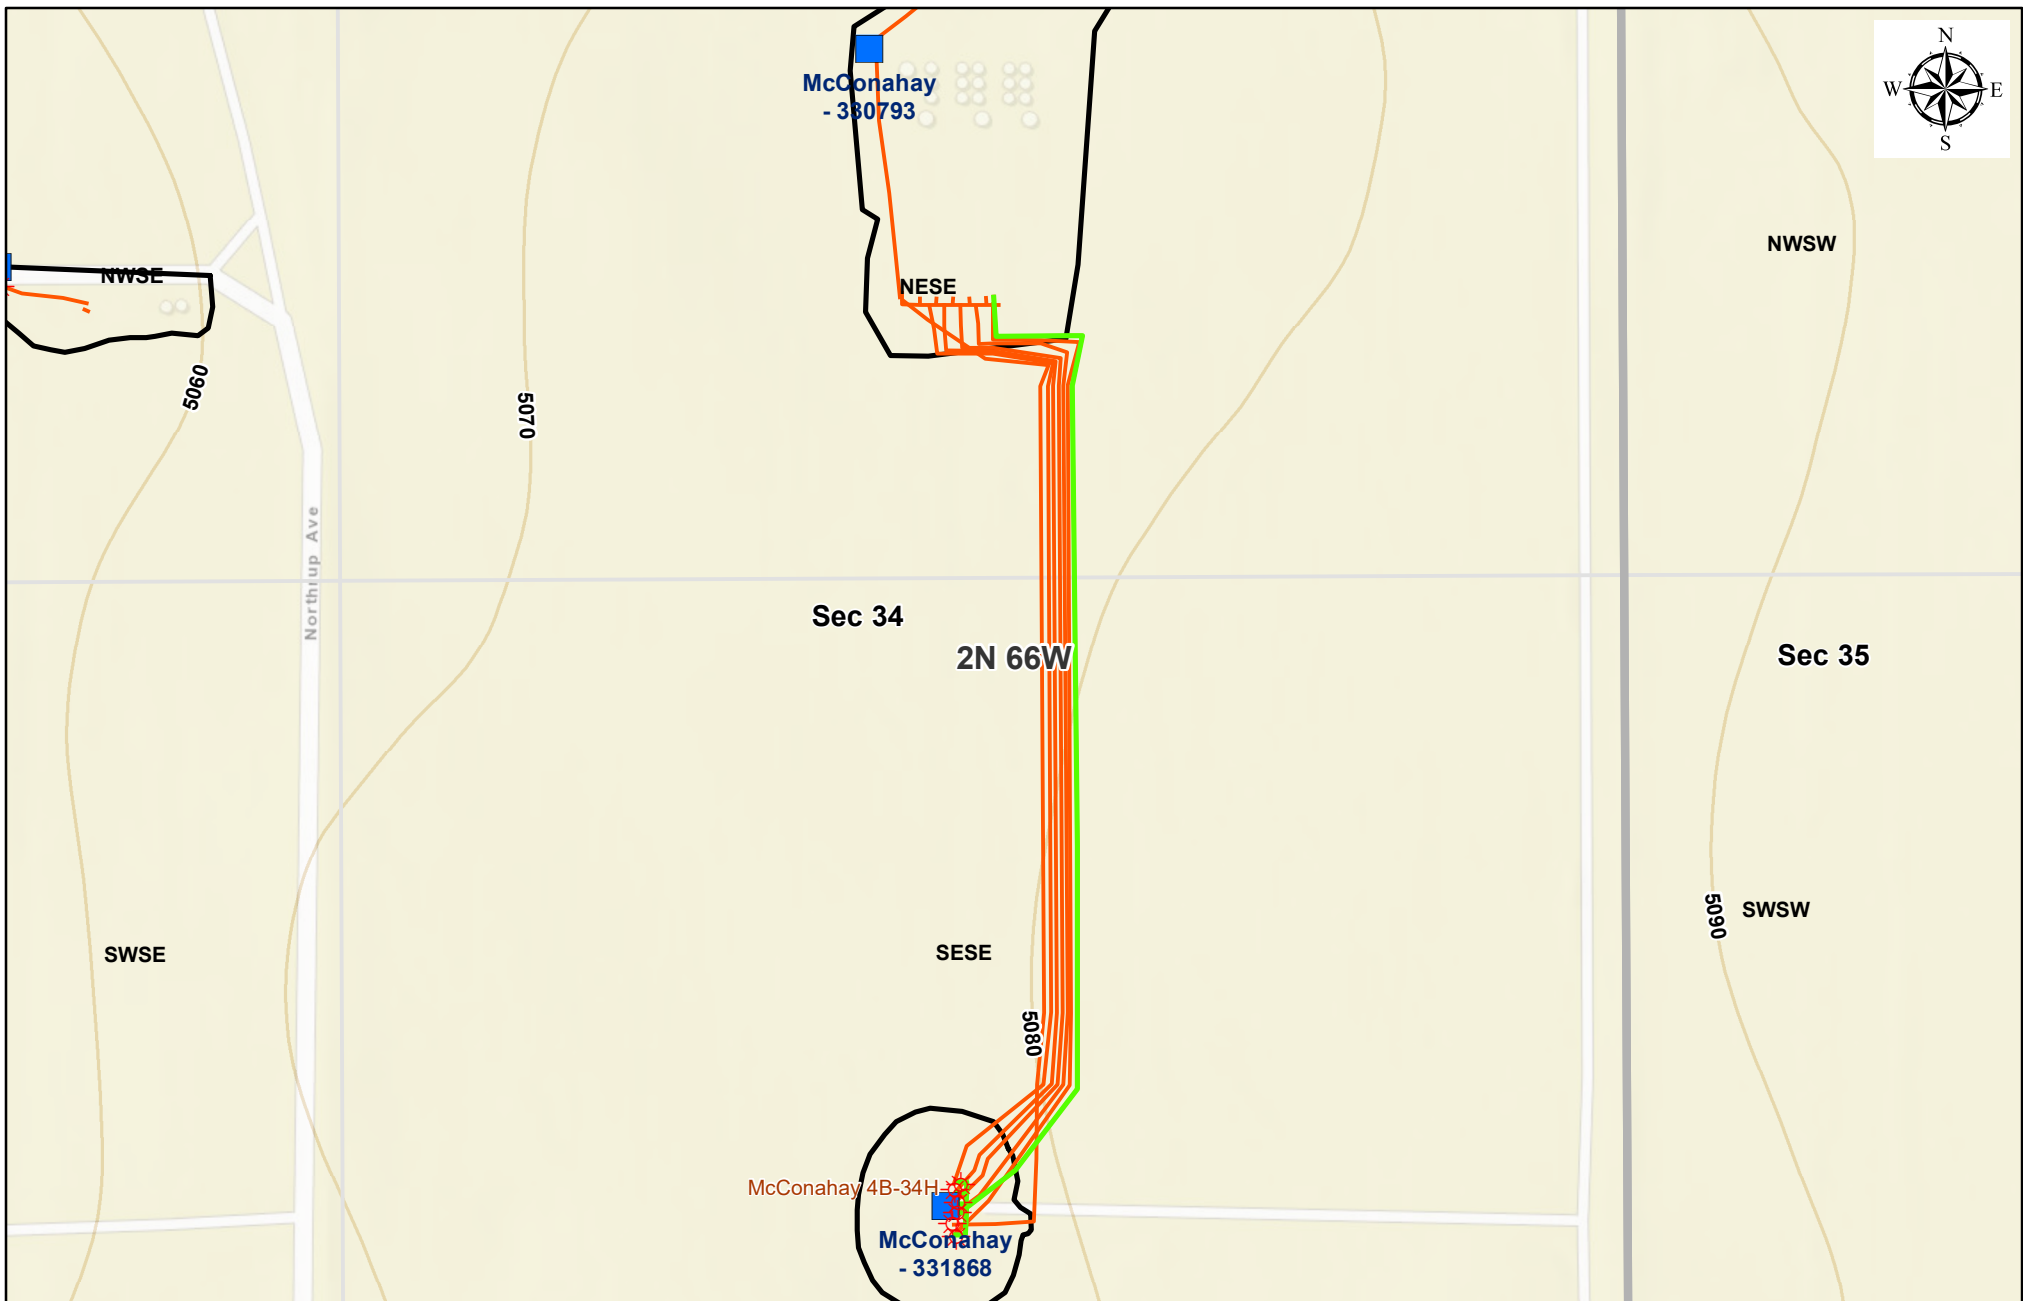 N
W E
S
McConahay
- 330793
NWSW
NWSE
NESE
5060
5070
Northrup Ave
Sec 34
2N 66W
Sec 35
5090
SWSW
SWSE
SESE
5080
McConahay 4B-34H
McConahay
- 331868